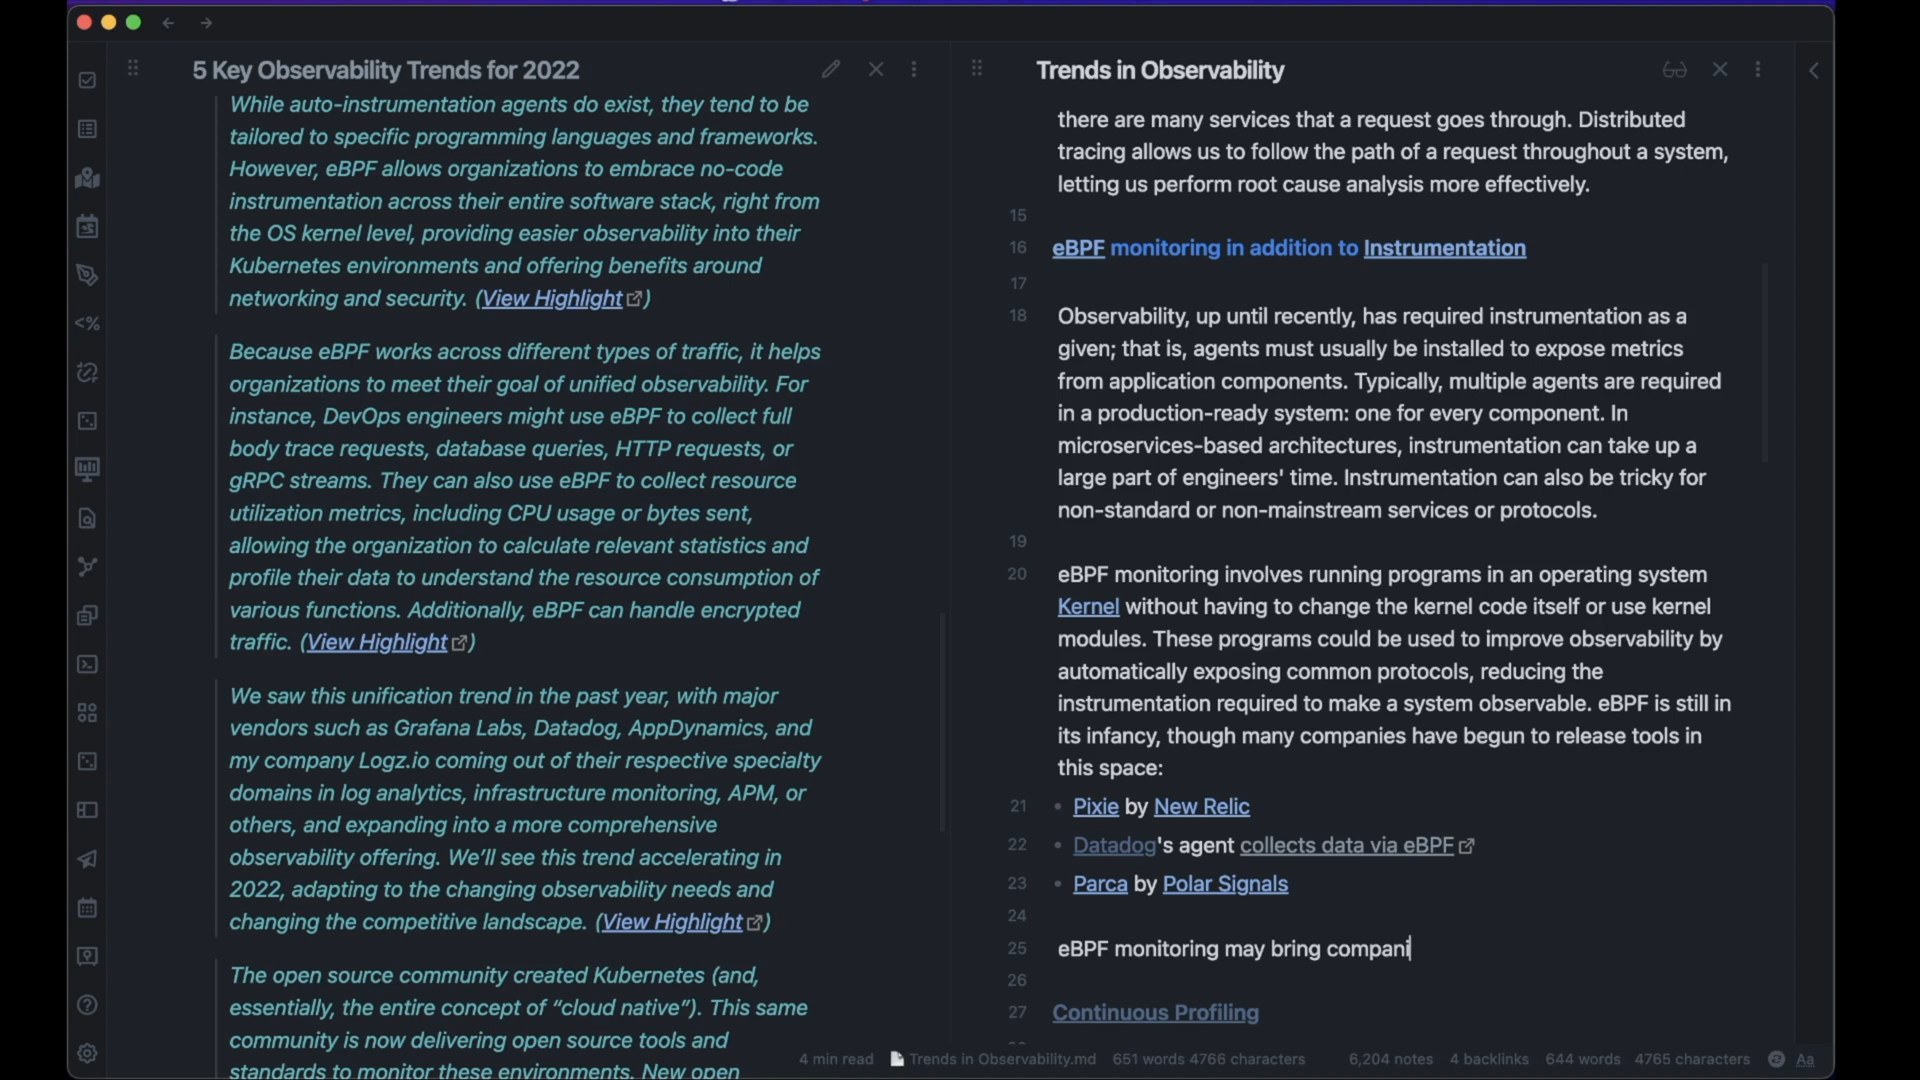 5 Key Observability Trends for 2022
While auto-instrumentation agents do exist, they tend to be
tailored to specific programming languages and frameworks.
However, eBPF allows organizations to embrace no-code
instrumentation across their entire software stack, right from
the OS kernel level, providing easier observability into their
Kubernetes environments and offering benefits around
networking and security. (View Highlight)
Because eBPF works across different types of traffic, it helps
organizations to meet their goal of unified observability. For
instance, DevOps engineers might use eBPF to collect full
body trace requests, database queries, HTTP requests, or
gRPC streams. They can also use eBPF to collect resource
utilization metrics, including CPU usage or bytes sent,
allowing the organization to calculate relevant statistics and
profile their data to understand the resource consumption of
various functions. Additionally, eBPF can handle encrypted
traffic. (View Highlight)
We saw this unification trend in the past year, with major
vendors such as Grafana Labs, Datadog, AppDynamics, and
my company Logz.io coming out of their respective specialty
domains in log analytics, infrastructure monitoring, APM, or
others, and expanding into a more comprehensive
observability offering. We’ll see this trend accelerating in
2022, adapting to the changing observability needs and
changing the competitive landscape. (View Highlight)
The open source community created Kubernetes (and,
essentially, the entire concept of “cloud native”). This same
community is now delivering open source tools and
standards to monitor these environments. New open
Trends in Observability
there are many services that a request goes through. Distributed
tracing allows us to follow the path of a request throughout a system,
letting us perform root cause analysis more effectively.
15
16 eBPF monitoring in addition to Instrumentation
17
18 Observability, up until recently, has required instrumentation as a
given; that is, agents must usually be installed to expose metrics
from application components. Typically, multiple agents are required
in a production-ready system: one for every component. In
microservices-based architectures, instrumentation can take up a
large part of engineers' time. Instrumentation can also be tricky for
non-standard or non-mainstream services or protocols.
19
20 eBPF monitoring involves running programs in an operating system
Kernel without having to change the kernel code itself or use kernel
modules. These programs could be used to improve observability by
automatically exposing common protocols, reducing the
instrumentation required to make a system observable. eBPF is still in
its infancy, though many companies have begun to release tools in
this space:
21 • Pixie by New Relic
22 • Datadog's agent collects data via eBPF
23 • Parca by Polar Signals
24
25 eBPF monitoring may bring compani
26
27 Continuous Profiling
4 min read Trends in Observability.md 651 words 4766 characters 6,204 notes 4 backlinks 644 words 4765 characters Aa